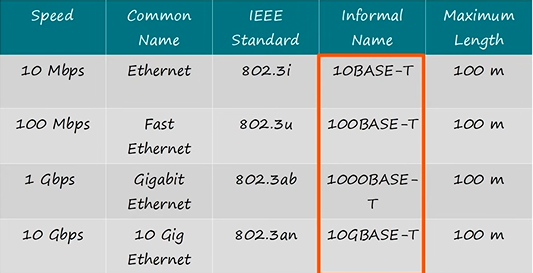 Speed Common IEEE Informal Maximum
Name Standard Name Length
10 Mbps Ethernet 802.3i 10BASE-T 100 m
100 Mbps Fast 802.3u 100BASE-T 100 m
Ethernet
1 Gbps Gigabit 802.3ab 1000BASE- 100 m
Ethernet T
10 Gbps 10 Gig 802.3an 10GBASE-T 100 m
Ethernet